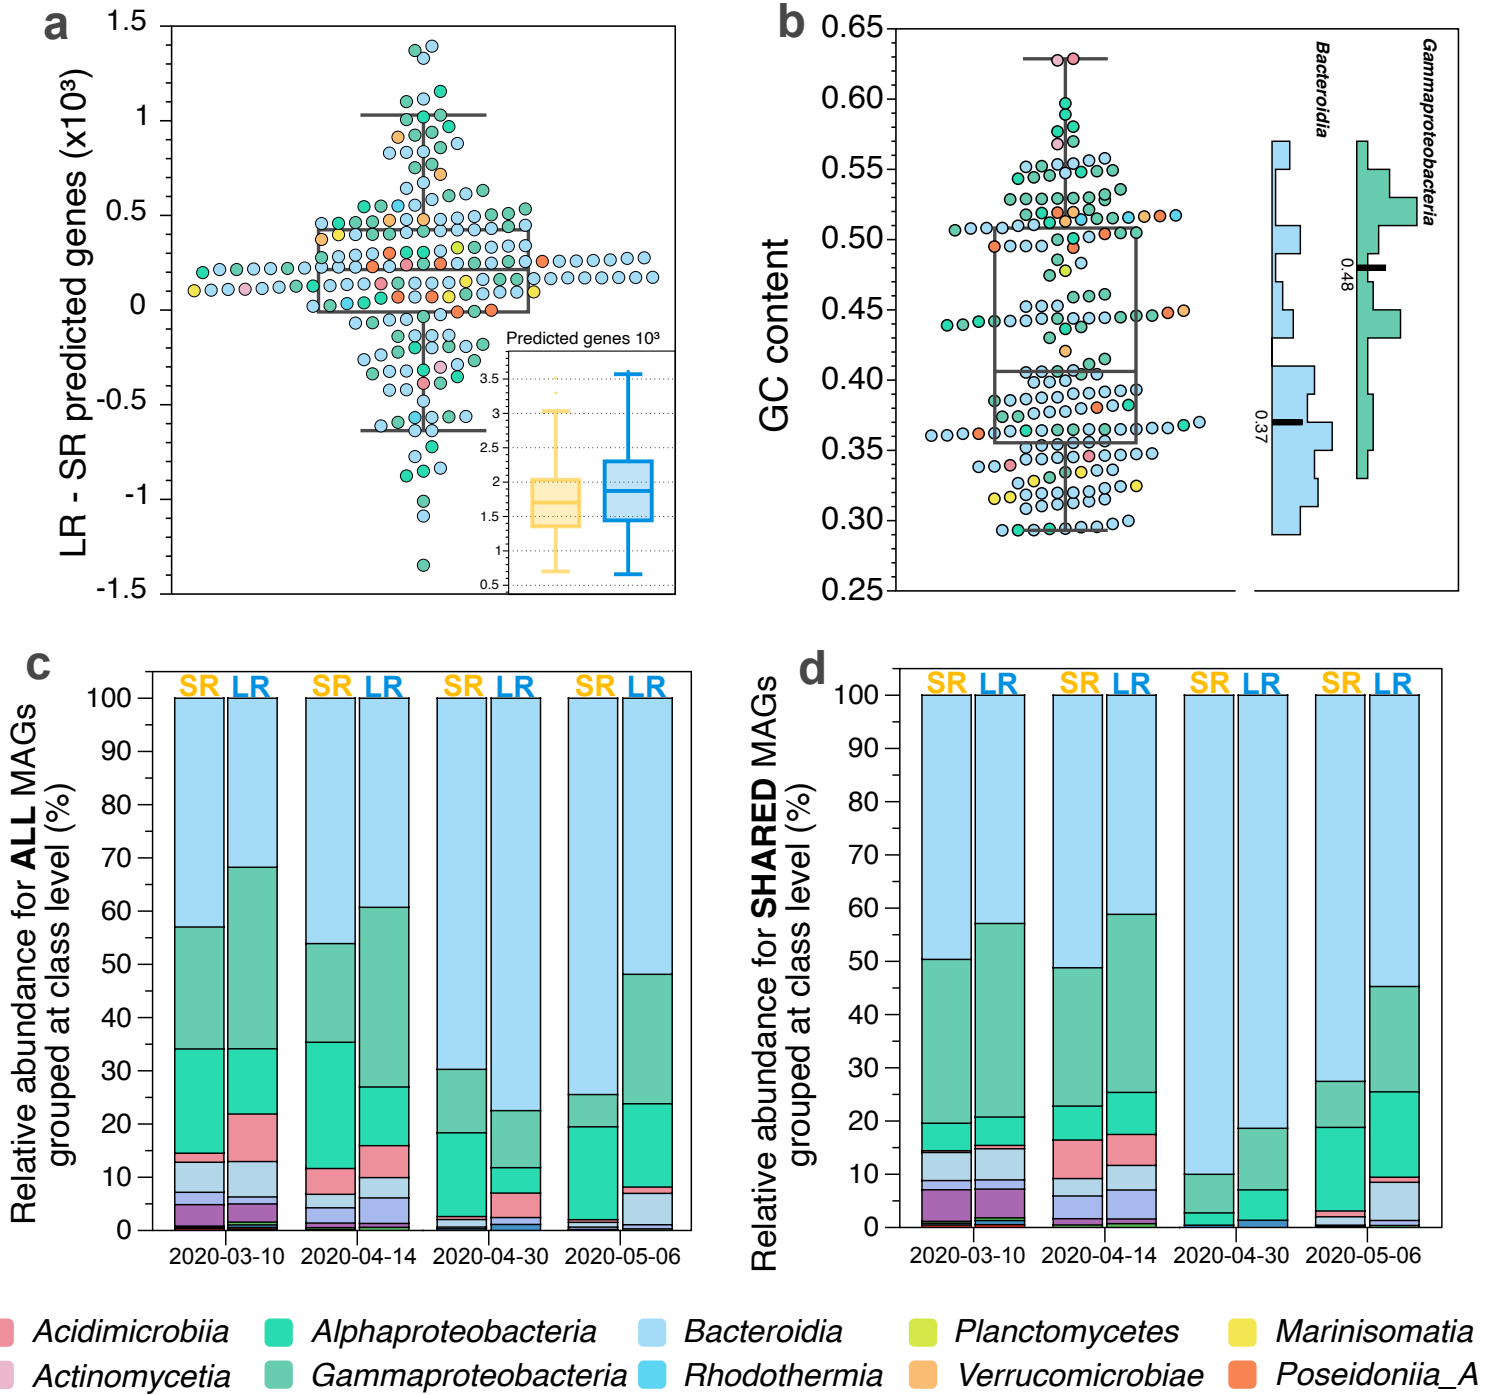 a
LR - SR predicted genes (x10³)
1.5
1
0.5
0
-0.5
-1
-1.5
Predicted genes 10³
3.5
3
2.5
2
1.5
1
0.5
b
GC content
0.65
0.60
0.55
0.50
0.45
0.40
0.35
0.30
0.25
Bacteroidia
Gammaproteobacteria
0.48
0.37
c
Relative abundance for ALL MAGs
grouped at class level (%)
100
90
80
70
60
50
40
30
20
10
0
SR LR SR LR SR LR SR LR
2020-03-10 2020-04-14 2020-04-30 2020-05-06
d
Relative abundance for SHARED MAGs
grouped at class level (%)
100
90
80
70
60
50
40
30
20
10
0
SR LR SR LR SR LR SR LR
2020-03-10 2020-04-14 2020-04-30 2020-05-06
Acidimicrobiia Alphaproteobacteria Bacteroidia Planctomycetes Marinisomatia
Actinomycetia Gammaproteobacteria Rhodothermia Verrucomicrobiae Poseidoniia_A